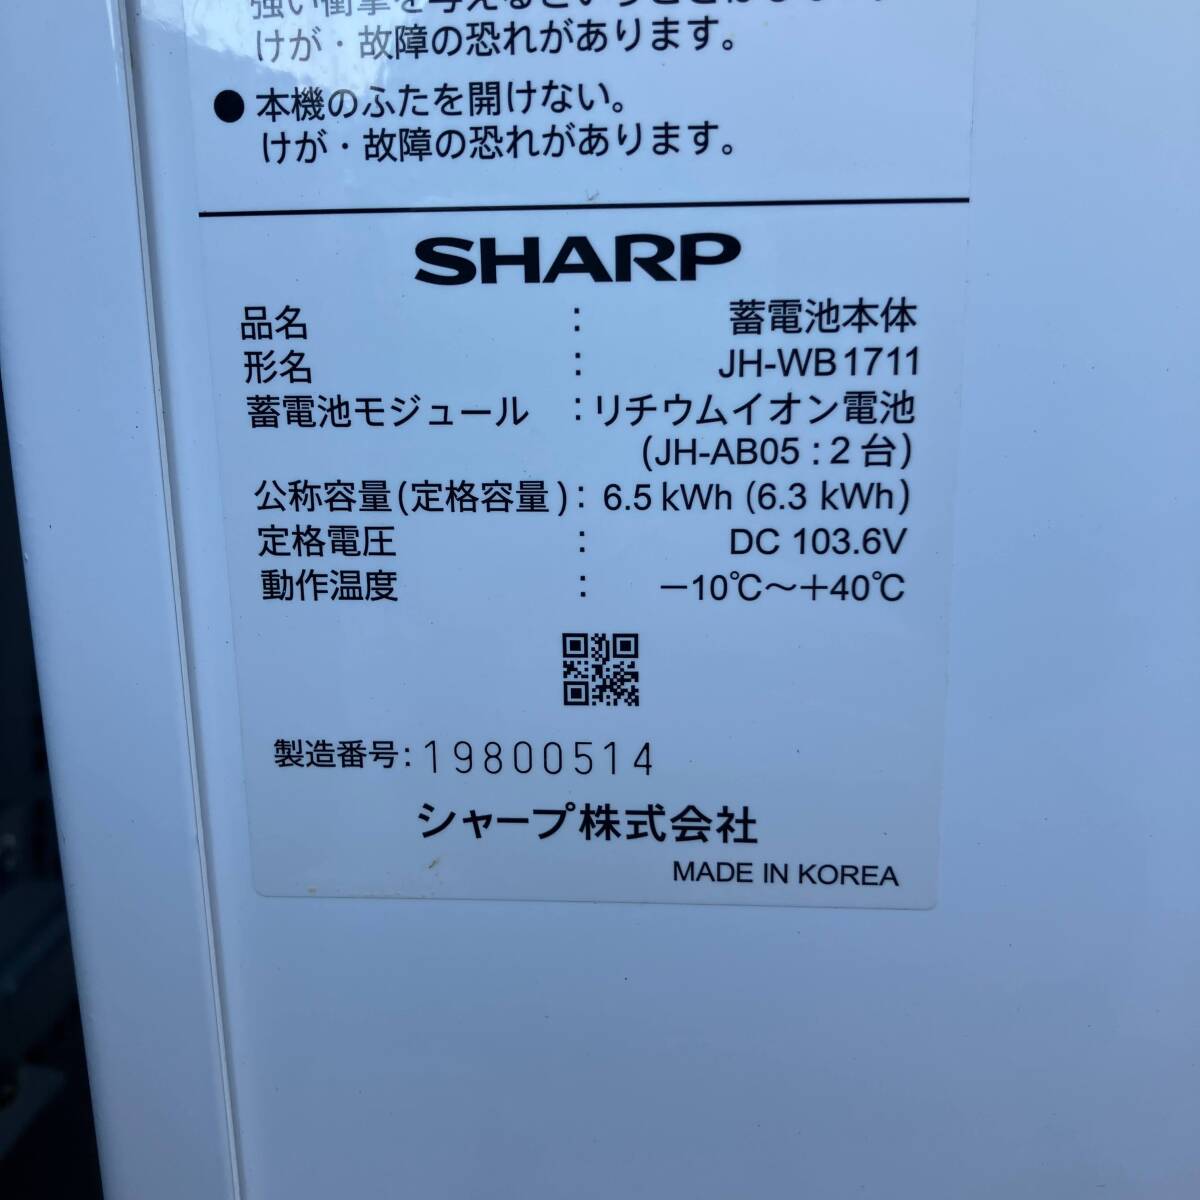 けが・故障の恐れがあります。
●本機のふたを開けない。
けが・故障の恐れがあります。
SHARP
品名 : 蓄電池本体
形名 : JH-WB1711
蓄電池モジュール : リチウムイオン電池
(JH-AB05 : 2台)
公称容量(定格容量) : 6.5 kWh (6.3 kWh)
定格電圧 : DC 103.6V
動作温度 : －10℃～＋40℃
製造番号: 19800514
シャープ株式会社
MADE IN KOREA